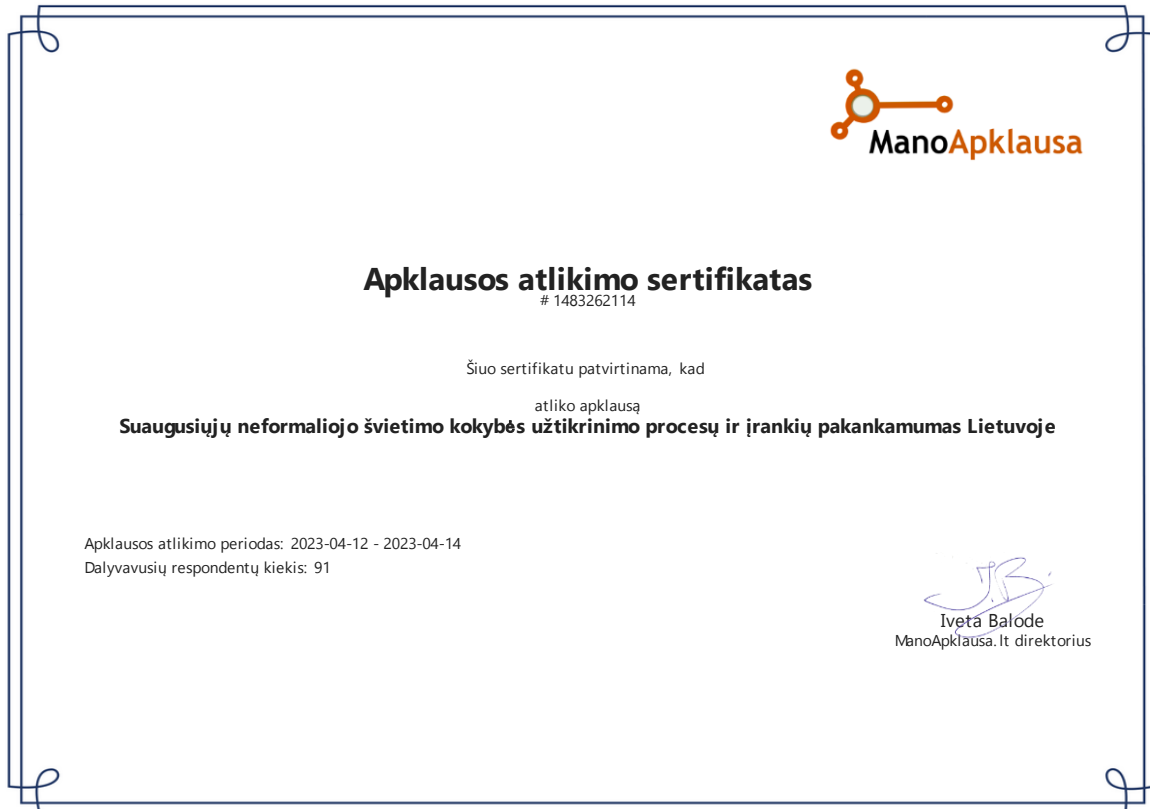 ManoApklausa
Apklausos atlikimo sertifikatas
# 1483262114
Šiuo sertifikatu patvirtinama, kad
atliko apklausą
Suaugusiųjų neformaliojo švietimo kokybės užtikrinimo procesų ir įrankių pakankamumas Lietuvoje
Apklausos atlikimo periodas: 2023-04-12 - 2023-04-14
Dalyvavusių respondentų kiekis: 91
J.B.
Iveta Balode
ManoApklausa.lt direktorius